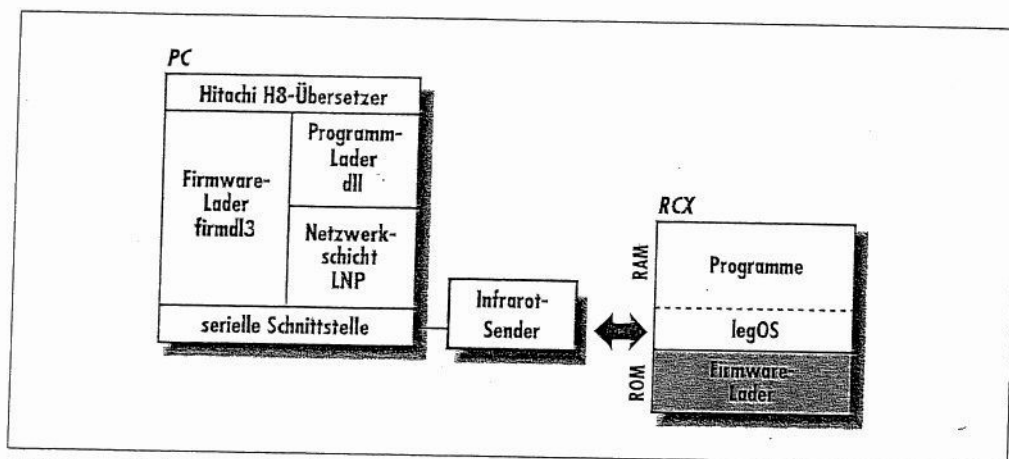 PC
Hitachi H8-Übersetzer
Firmware-
Lader
firmdl3
Programm-
Lader
dll
Netzwerk-
schicht
LNP
serielle Schnittstelle
Infrarot-
Sender
RCX
RAM
Programme
legOS
ROM
Firmware-
Lader